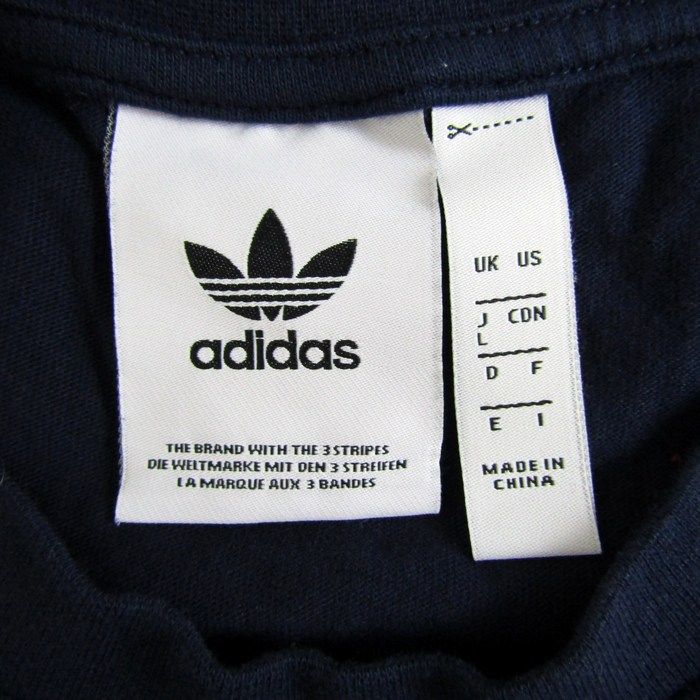 adidas
THE BRAND WITH THE 3 STRIPES
DIE WELTMARKE MIT DEN 3 STREIFEN
LA MARQUE AUX 3 BANDES
UK US
J CDN
L
D F
E I
MADE IN
CHINA